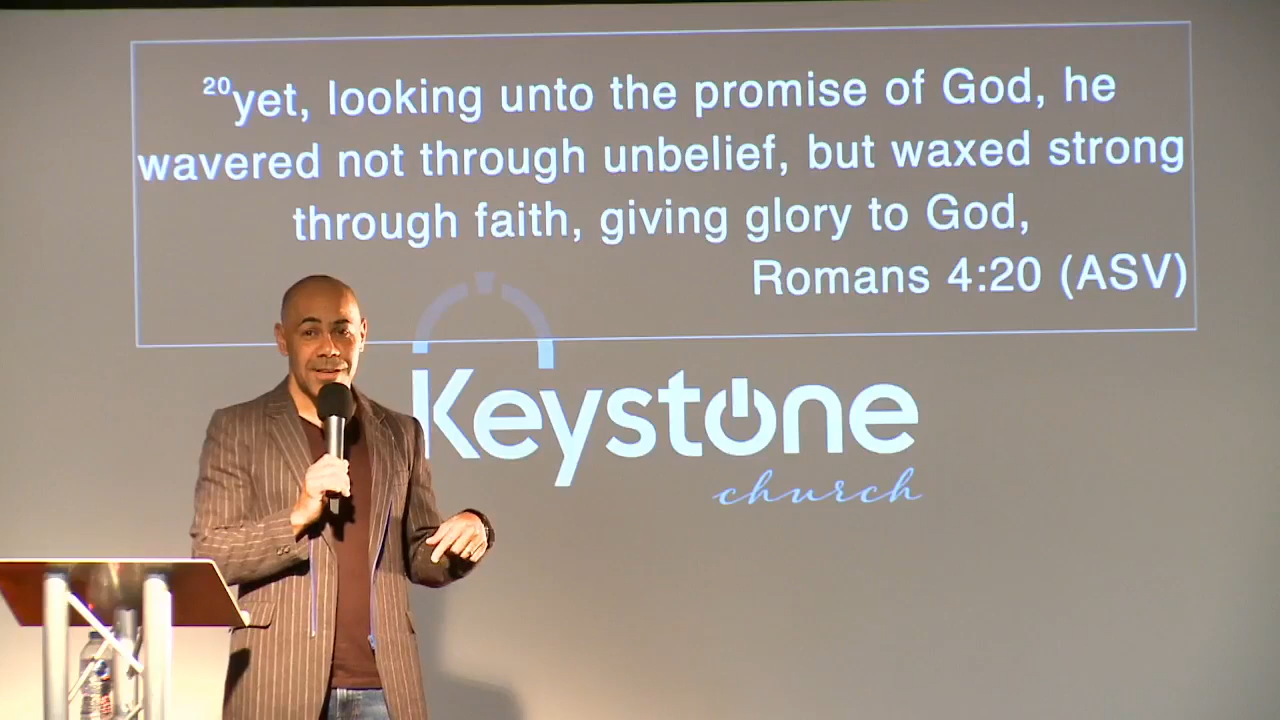 20yet, looking unto the promise of God, he
wavered not through unbelief, but waxed strong
through faith, giving glory to God,
Romans 4:20 (ASV)
Keystone
church